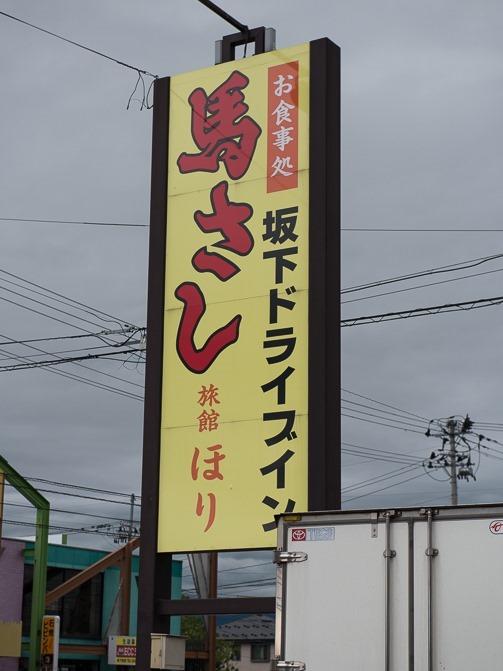 お食事処
坂下ドライブイン
馬さし
旅館 ほり